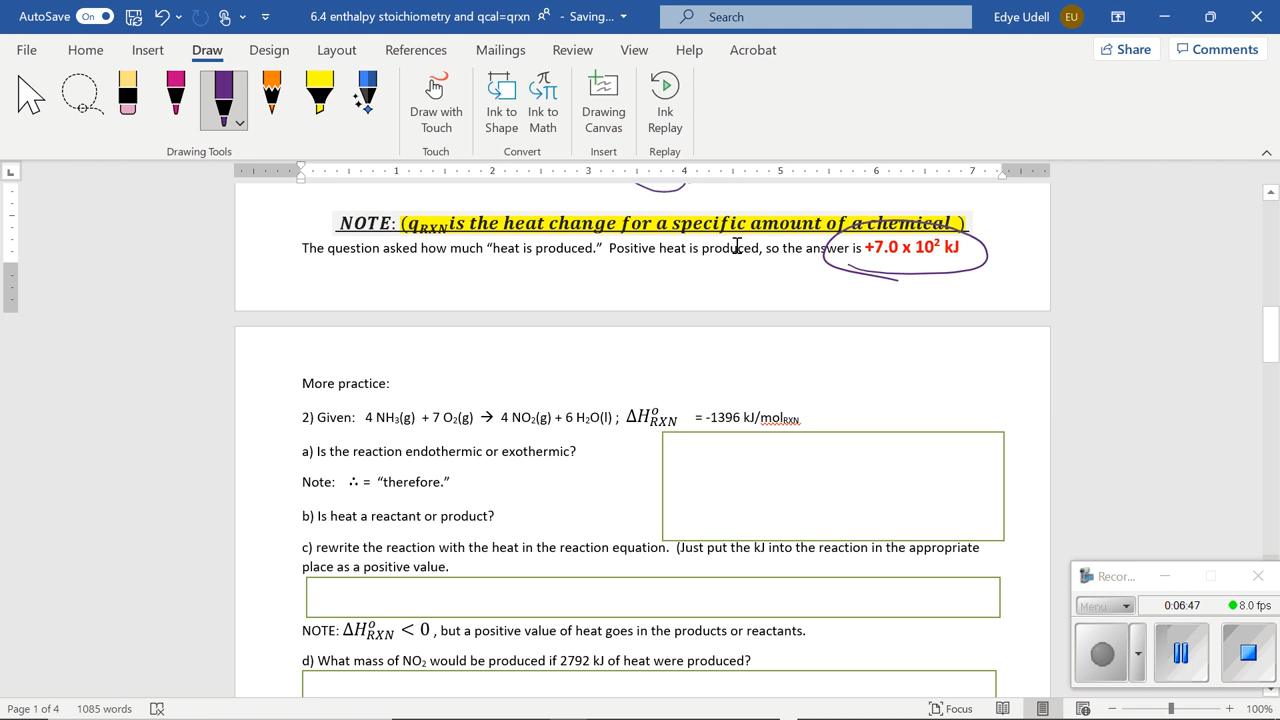 AutoSave On 6.4 enthalpy stoichiometry and qcal=qrxn - Saving... Search Edye Udell EU
File Home Insert Draw Design Layout References Mailings Review View Help Acrobat Share Comments
Draw with Touch
Ink to Shape
Ink to Math
Drawing Canvas
Ink Replay
Drawing Tools Touch Convert Insert Replay
L 1 2 3 4 5 6 7
NOTE: (qRXN is the heat change for a specific amount of a chemical )
The question asked how much “heat is produced.” Positive heat is produced, so the answer is +7.0 x 10² kJ
More practice:
2) Given: 4 NH₃(g) + 7 O₂(g) → 4 NO₂(g) + 6 H₂O(l) ; ΔH°RXN = -1396 kJ/molRXN
a) Is the reaction endothermic or exothermic?
Note: ∴ = “therefore.”
b) Is heat a reactant or product?
c) rewrite the reaction with the heat in the reaction equation. (Just put the kJ into the reaction in the appropriate
place as a positive value.
NOTE: ΔH°RXN < 0 , but a positive value of heat goes in the products or reactants.
d) What mass of NO₂ would be produced if 2792 kJ of heat were produced?
Recor...
Menu 0:06:47 8.0 fps
Page 1 of 4 1085 words Focus 100%